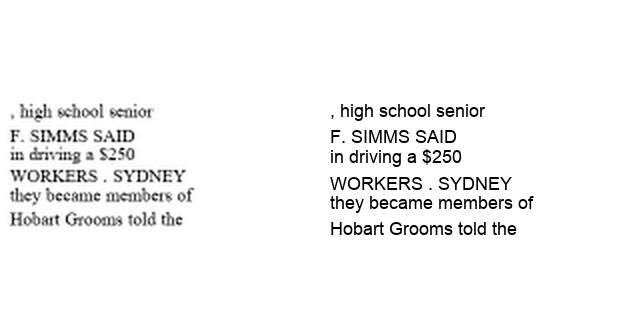 , high school senior
F. SIMMS SAID
in driving a $250
WORKERS . SYDNEY
they became members of
Hobart Grooms told the
, high school senior
F. SIMMS SAID
in driving a $250
WORKERS . SYDNEY
they became members of
Hobart Grooms told the